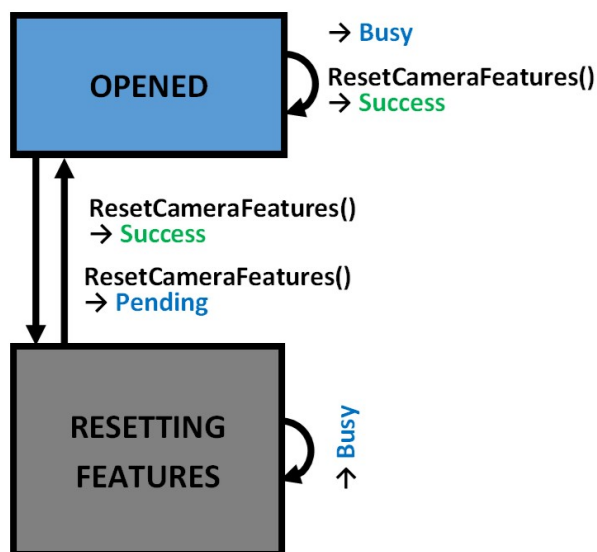 → Busy
OPENED
ResetCameraFeatures()
→ Success
ResetCameraFeatures()
→ Success
ResetCameraFeatures()
→ Pending
RESETTING
FEATURES
→ Busy